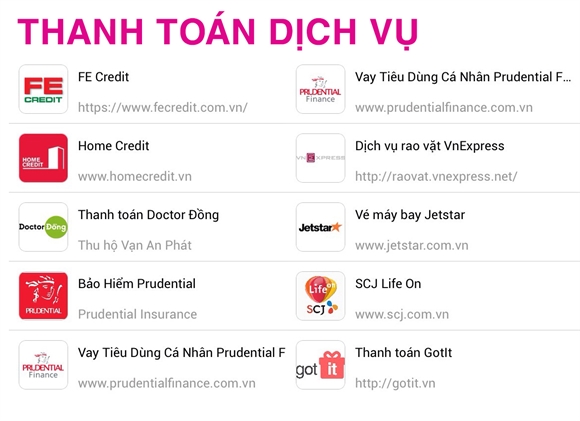 THANH TOÁN DỊCH VỤ
FE CREDIT
FE Credit
https://www.fecredit.com.vn/
PRUDENTIAL Finance
Vay Tiêu Dùng Cá Nhân Prudential F...
www.prudentialfinance.com.vn
HOME CREDIT
Home Credit
www.homecredit.vn
VNEXPRESS
Dịch vụ rao vặt VnExpress
http://raovat.vnexpress.net/
Doctor Đồng
Thanh toán Doctor Đồng
Thu hộ Vạn An Phát
Jetstar
Vé máy bay Jetstar
www.jetstar.com.vn
PRUDENTIAL
Bảo Hiểm Prudential
Prudential Insurance
Life On SCJ
SCJ Life On
www.scj.com.vn
PRUDENTIAL Finance
Vay Tiêu Dùng Cá Nhân Prudential F
www.prudentialfinance.com.vn
got it
Thanh toán GotIt
http://gotit.vn